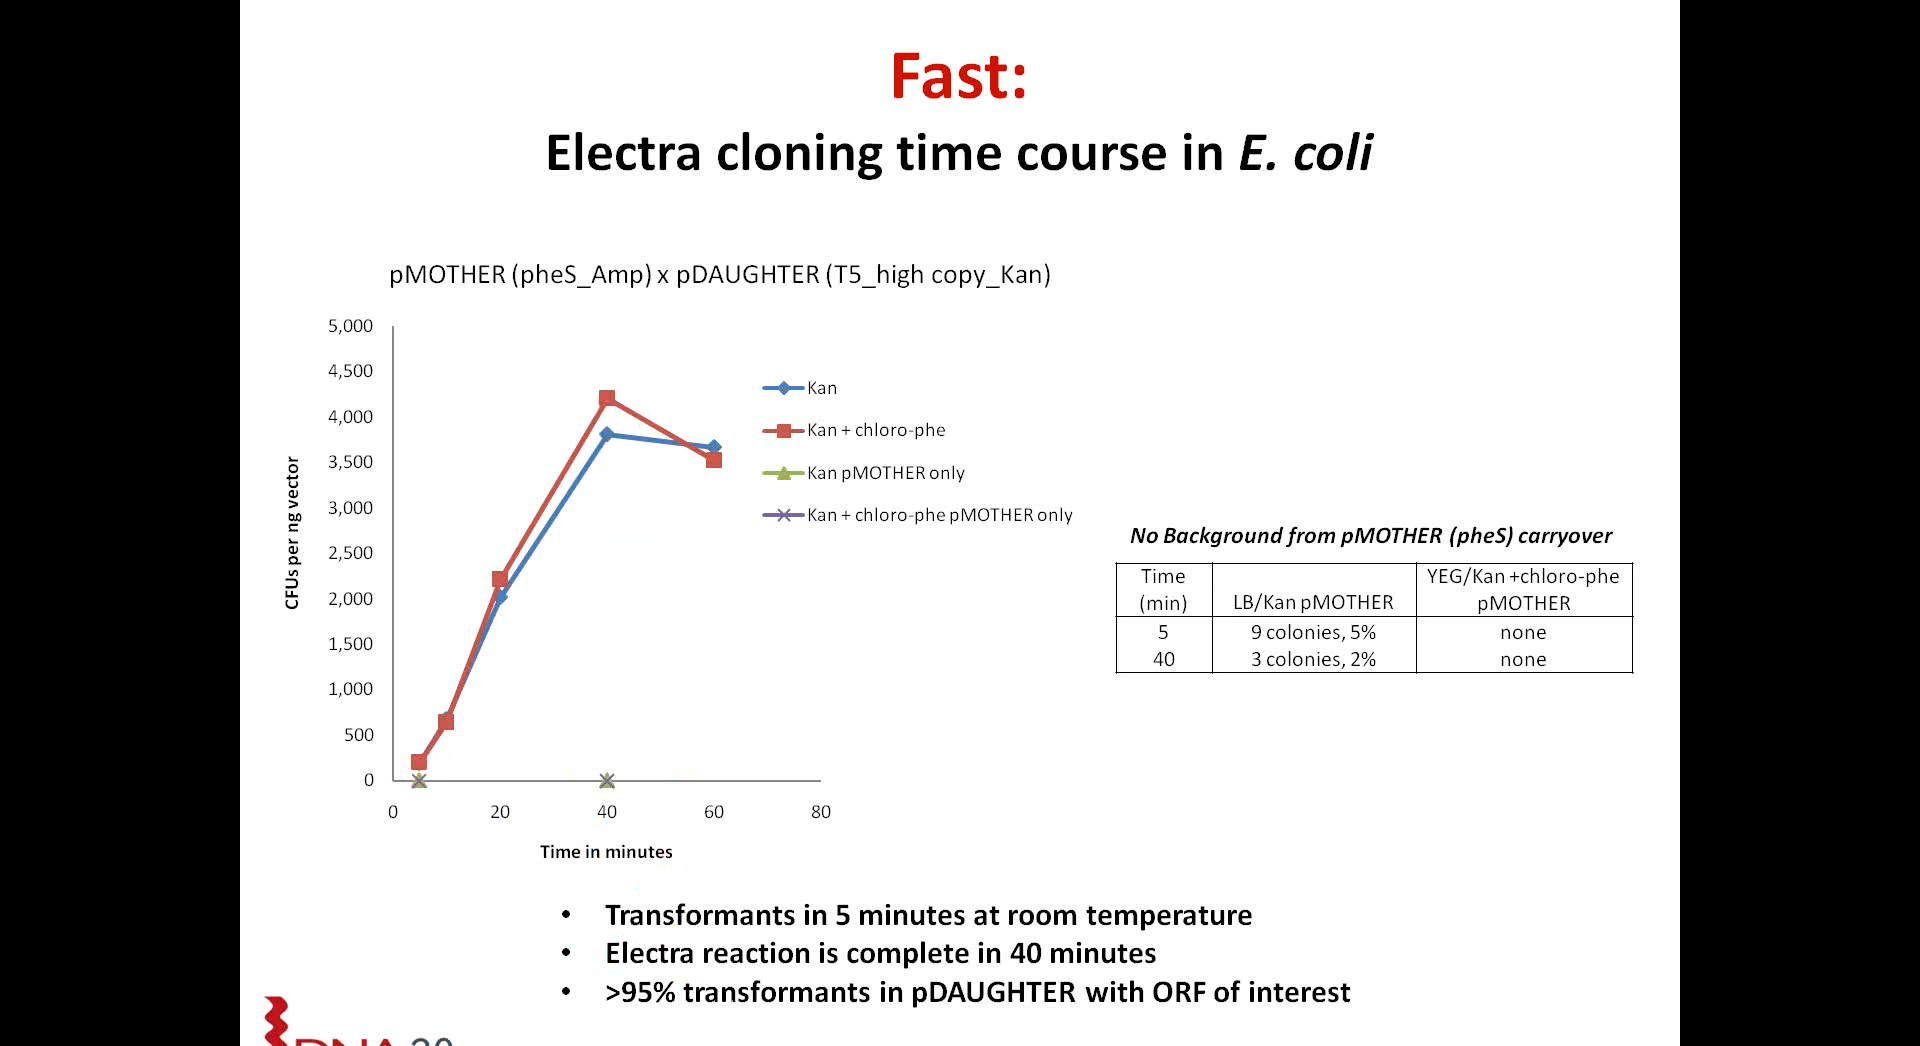 Fast:
Electra cloning time course in E. coli
pMOTHER (pheS_Amp) x pDAUGHTER (T5_high copy_Kan)
5,000
4,500
4,000
3,500
3,000
2,500
2,000
1,500
1,000
500
0
CFUs per ng vector
0 20 40 60 80
Time in minutes
Kan
Kan + chloro-phe
Kan pMOTHER only
Kan + chloro-phe pMOTHER only
No Background from pMOTHER (pheS) carryover
Time (min) LB/Kan pMOTHER YEG/Kan +chloro-phe pMOTHER
5 9 colonies, 5% none
40 3 colonies, 2% none
• Transformants in 5 minutes at room temperature
• Electra reaction is complete in 40 minutes
• >95% transformants in pDAUGHTER with ORF of interest